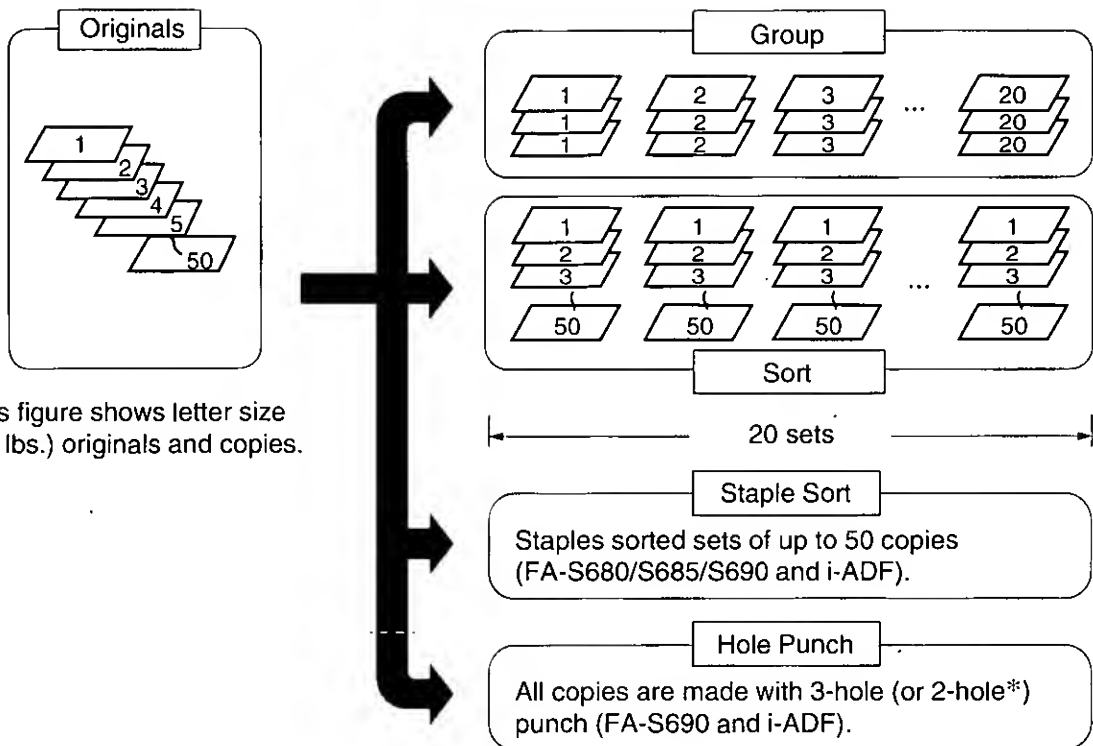 Originals
1
2
3
4
5
50
s figure shows letter size
lbs.) originals and copies.
Group
1 2 3 ... 20
1 2 3 20
1 2 3 20
1 1 1 1
2 2 2 2
3 3 3 ... 3
50 50 50 50
Sort
20 sets
Staple Sort
Staples sorted sets of up to 50 copies
(FA-S680/S685/S690 and i-ADF).
Hole Punch
All copies are made with 3-hole (or 2-hole*)
punch (FA-S690 and i-ADF).